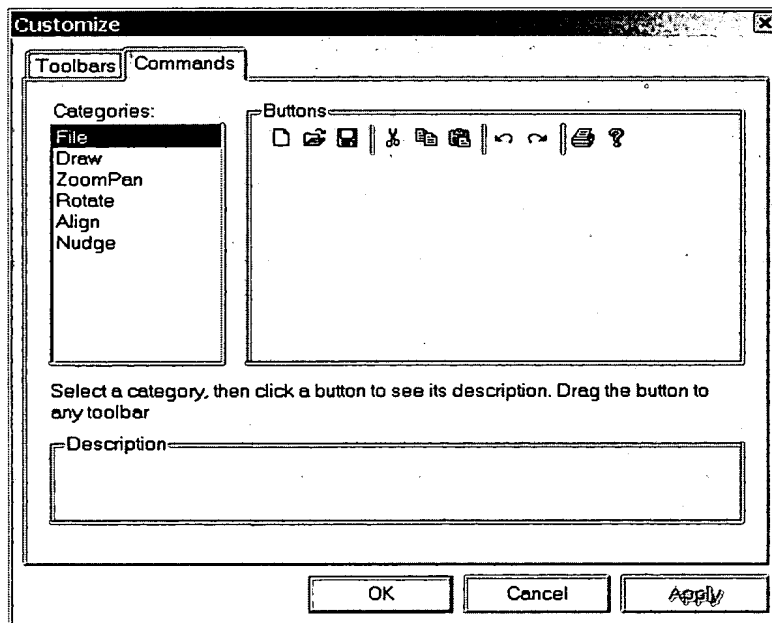 Customize
Toolbars Commands
Categories:
File
Draw
ZoomPan
Rotate
Align
Nudge
Buttons
Select a category, then click a button to see its description. Drag the button to
any toolbar
Description
OK Cancel Apply